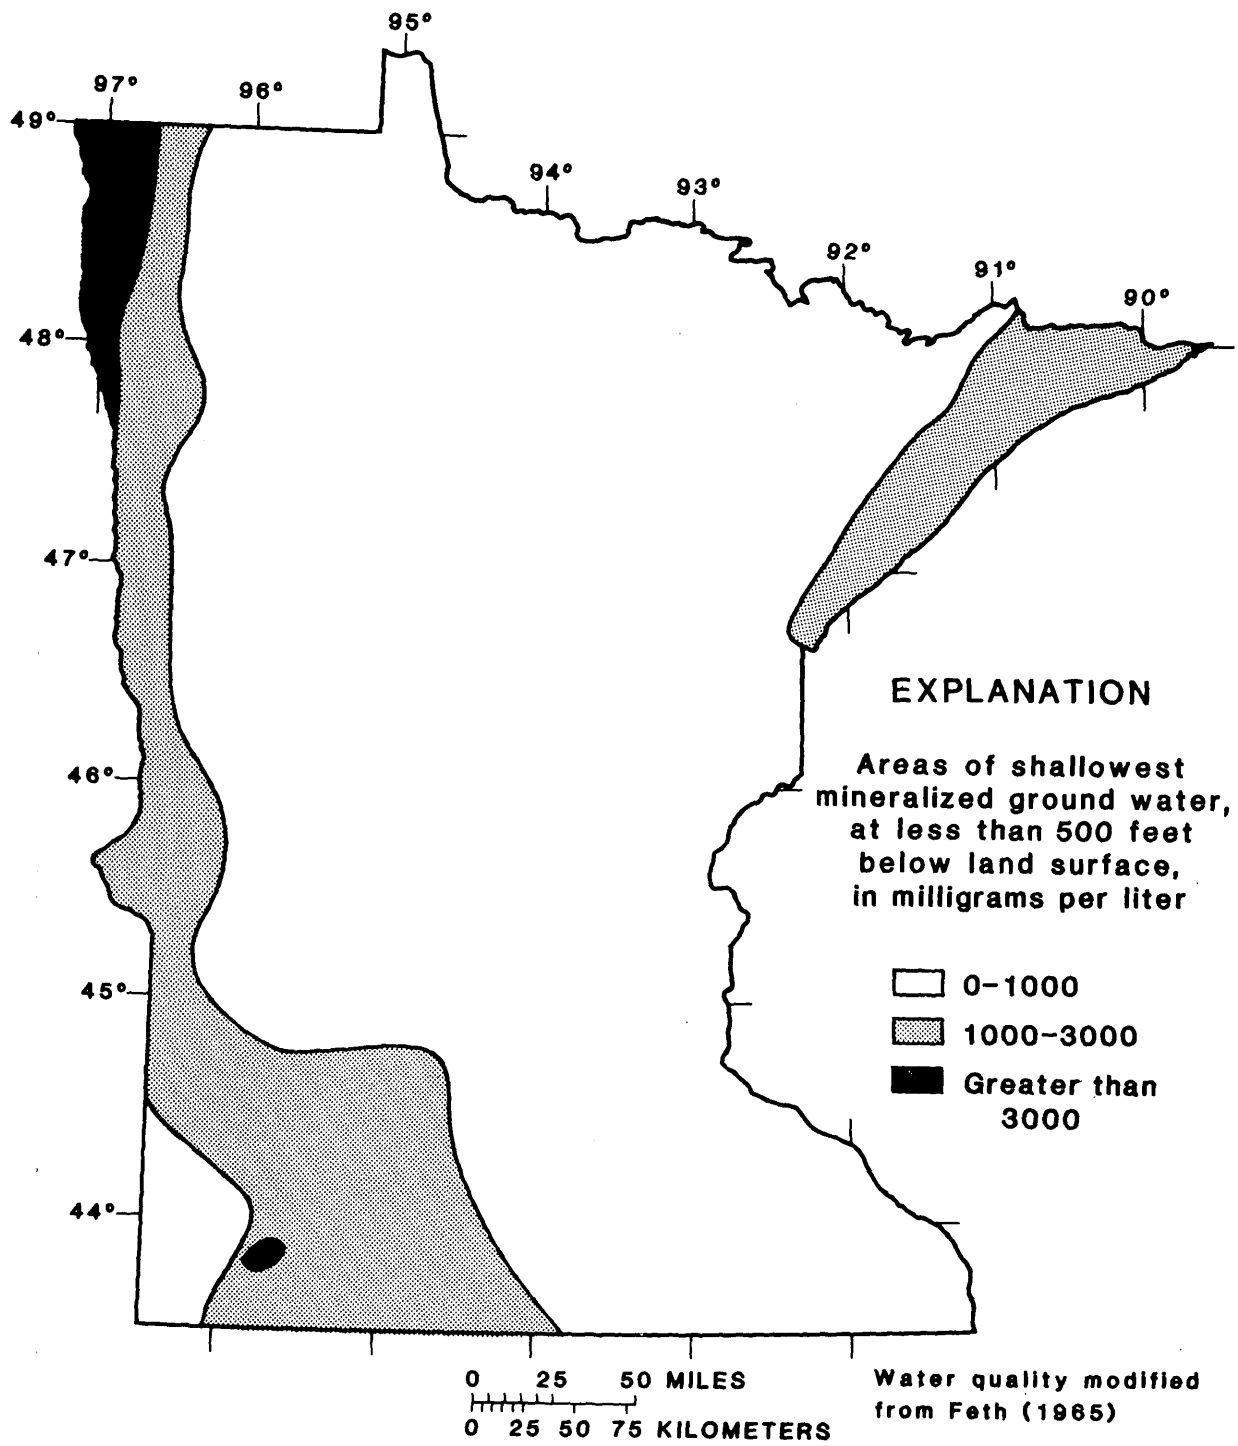 95°
97°
96°
49°
94°
93°
92°
91°
90°
48°
47°
46°
45°
44°
EXPLANATION
Areas of shallowest
mineralized ground water,
at less than 500 feet
below land surface,
in milligrams per liter
0-1000
1000-3000
Greater than
3000
0 25 50 MILES
0 25 50 75 KILOMETERS
Water quality modified
from Feth (1965)